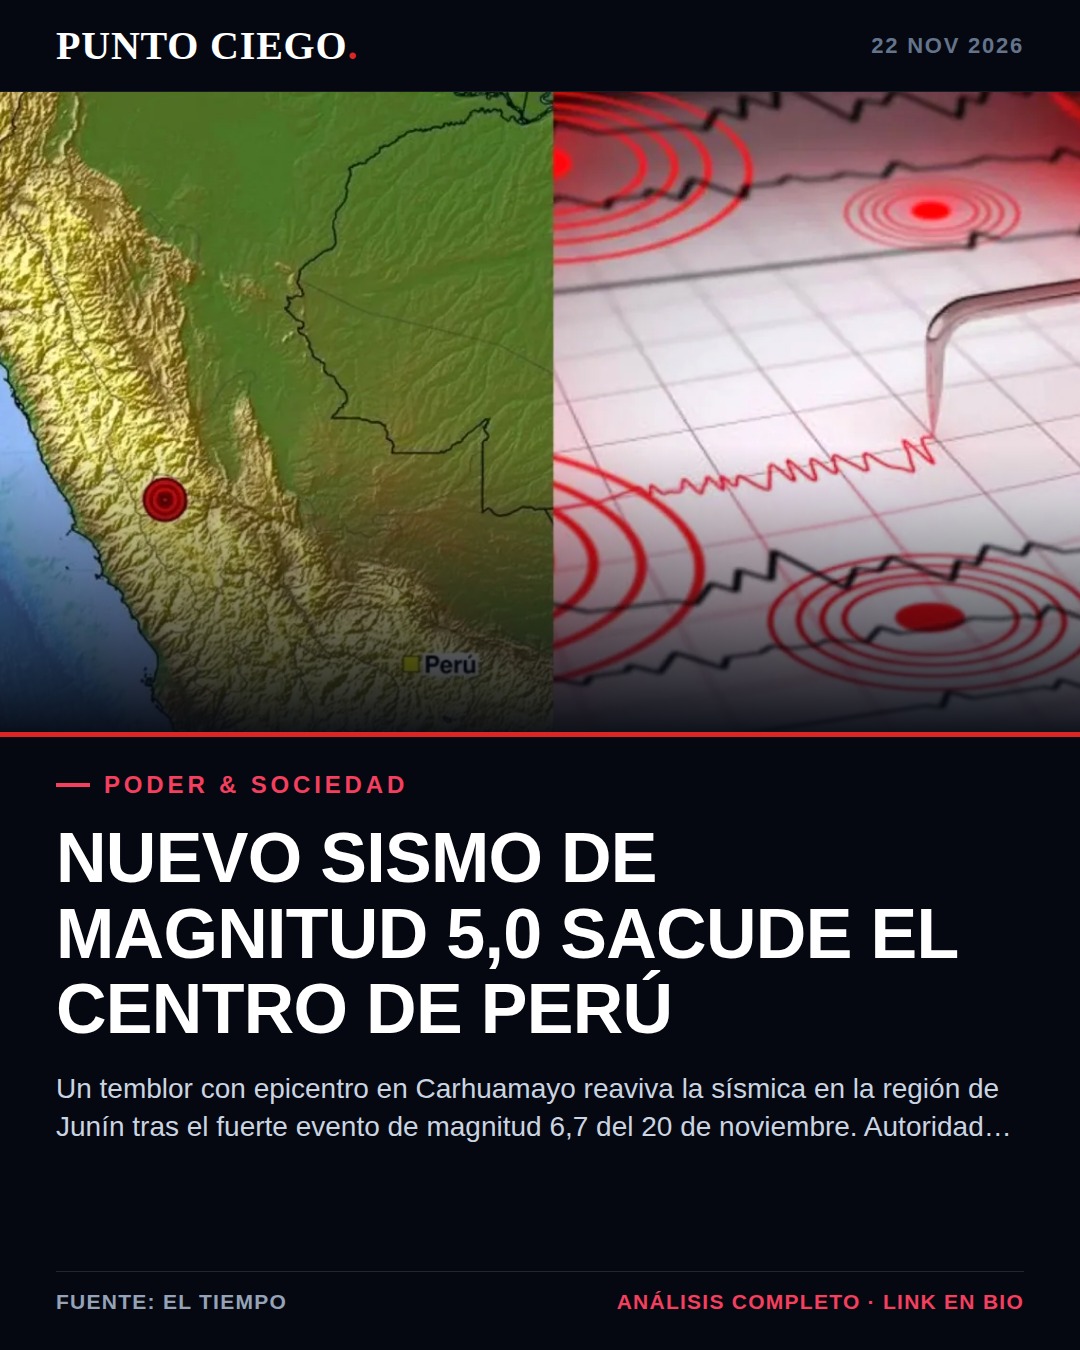 PUNTO CIEGO.
22 NOV 2026
Perú
PODER & SOCIEDAD
NUEVO SISMO DE
MAGNITUD 5,0 SACUDE EL
CENTRO DE PERÚ
Un temblor con epicentro en Carhuamayo reaviva la sísmica en la región de
Junín tras el fuerte evento de magnitud 6,7 del 20 de noviembre. Autoridad…
FUENTE: EL TIEMPO
ANÁLISIS COMPLETO · LINK EN BIO